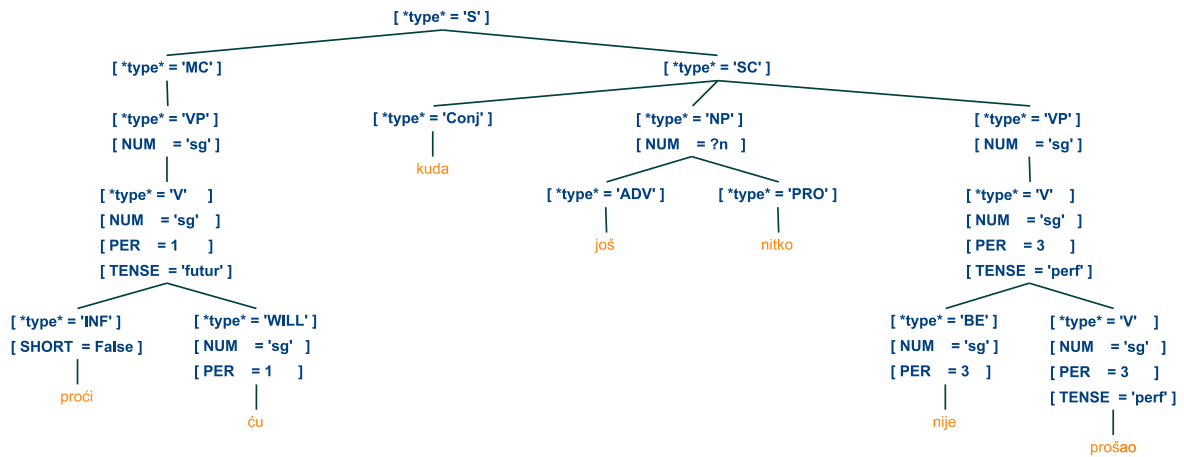 [ *type* = 'S' ]
[ *type* = 'MC' ] [ *type* = 'SC' ]
[ *type* = 'VP' ] [ *type* = 'Conj' ] [ *type* = 'NP' ] [ *type* = 'VP' ]
[ NUM = 'sg' ] [ NUM = ?n ] [ NUM = 'sg' ]
kuda
[ *type* = 'V' ] [ *type* = 'ADV' ] [ *type* = 'PRO' ] [ *type* = 'V' ]
[ NUM = 'sg' ] [ NUM = 'sg' ]
[ PER = 1 ] još nitko [ PER = 3 ]
[ TENSE = 'futur' ] [ TENSE = 'perf' ]
[ *type* = 'INF' ] [ *type* = 'WILL' ] [ *type* = 'BE' ] [ *type* = 'V' ]
[ SHORT = False ] [ NUM = 'sg' ] [ NUM = 'sg' ] [ NUM = 'sg' ]
[ PER = 1 ] [ PER = 3 ] [ PER = 3 ]
proći [ TENSE = 'perf' ]
ću nije
prošao